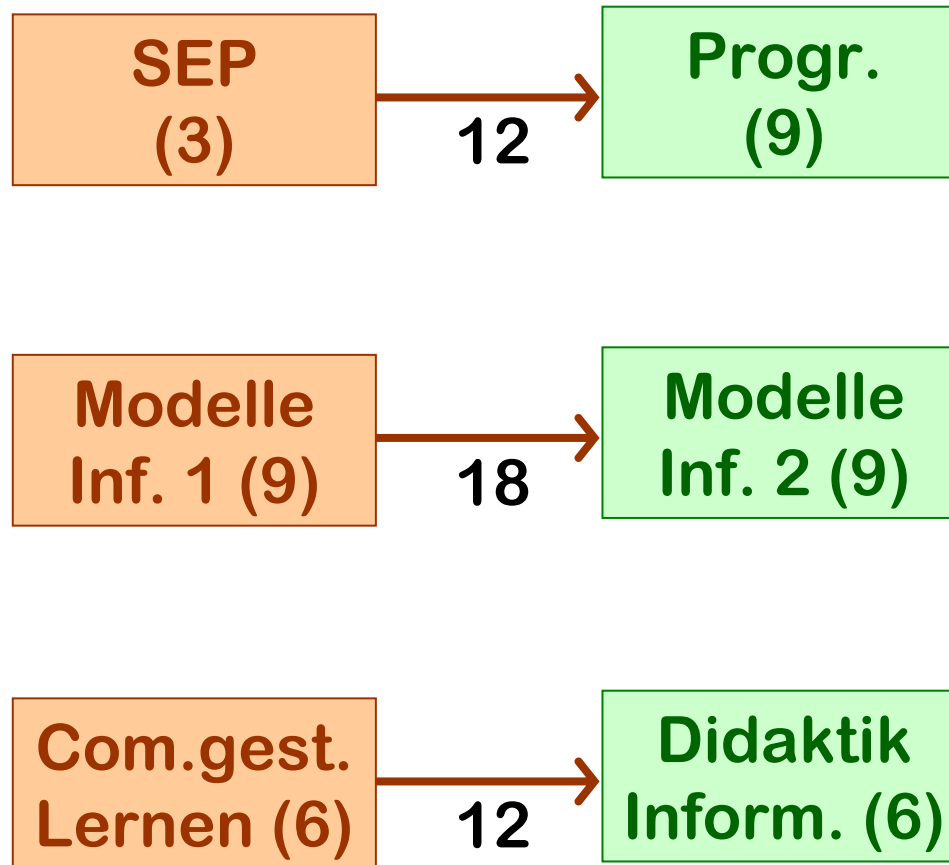 SEP
(3)
12
Progr.
(9)
Modelle
Inf. 1 (9)
18
Modelle
Inf. 2 (9)
Com.gest.
Lernen (6)
12
Didaktik
Inform. (6)